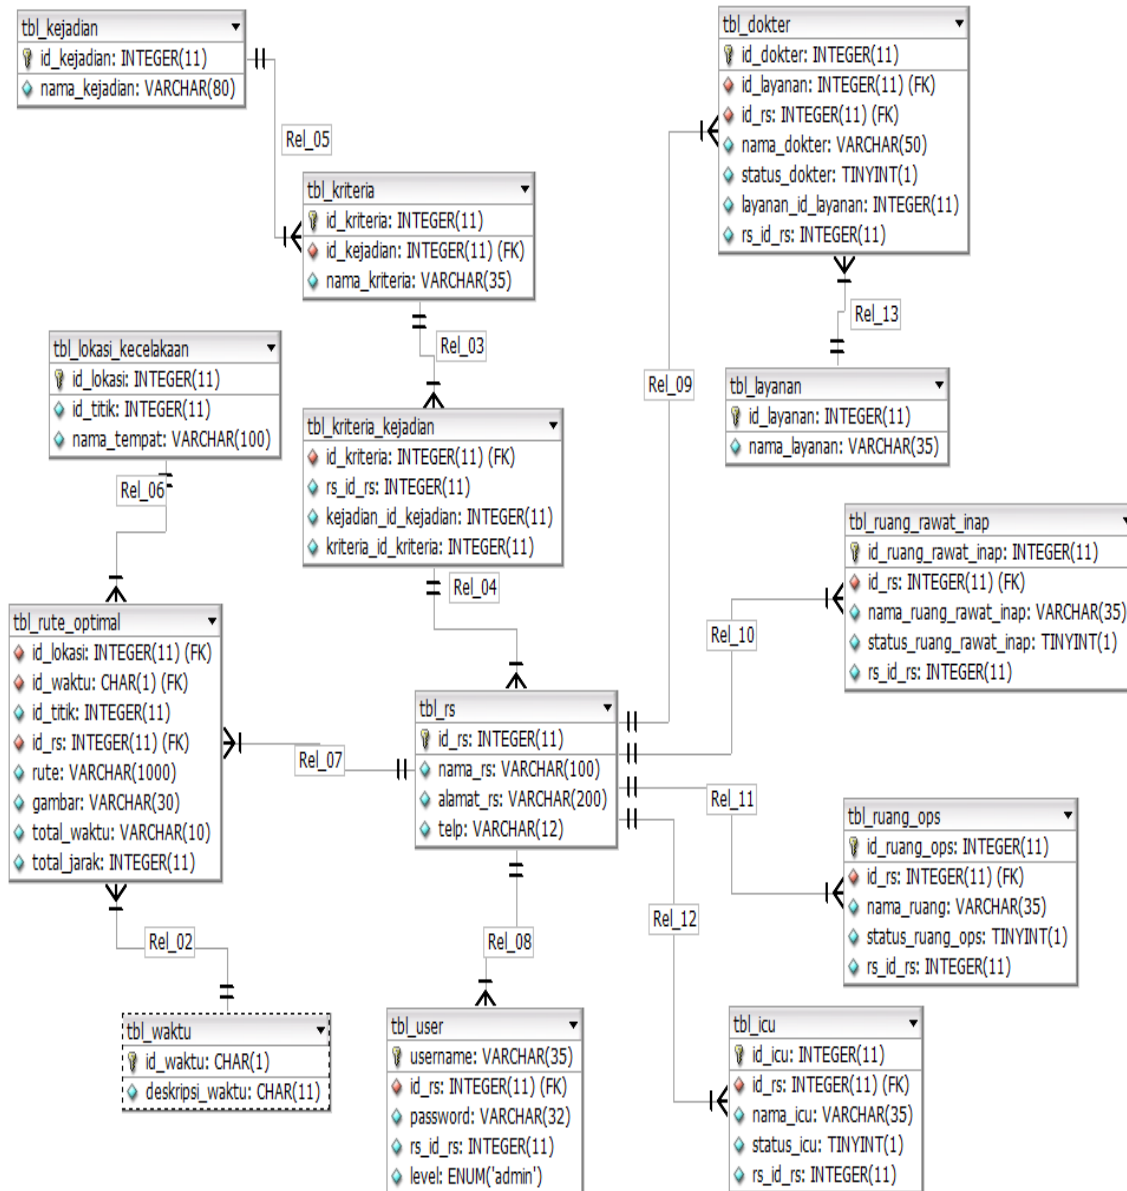 tbl_kejadian
id_kejadian: INTEGER(11)
nama_kejadian: VARCHAR(80)
Rel_05
tbl_kriteria
id_kriteria: INTEGER(11)
id_kejadian: INTEGER(11) (FK)
nama_kriteria: VARCHAR(35)
Rel_03
tbl_dokter
id_dokter: INTEGER(11)
id_layanan: INTEGER(11) (FK)
id_rs: INTEGER(11) (FK)
nama_dokter: VARCHAR(50)
status_dokter: TINYINT(1)
layanan_id_layanan: INTEGER(11)
rs_id_rs: INTEGER(11)
Rel_13
Rel_09
tbl_layanan
id_layanan: INTEGER(11)
nama_layanan: VARCHAR(35)
tbl_lokasi_kecelakaan
id_lokasi: INTEGER(11)
id_titik: INTEGER(11)
nama_tempat: VARCHAR(100)
Rel_06
tbl_kriteria_kejadian
id_kriteria: INTEGER(11) (FK)
rs_id_rs: INTEGER(11)
kejadian_id_kejadian: INTEGER(11)
kriteria_id_kriteria: INTEGER(11)
Rel_04
tbl_ruang_rawat_inap
id_ruang_rawat_inap: INTEGER(11)
id_rs: INTEGER(11) (FK)
nama_ruang_rawat_inap: VARCHAR(35)
status_ruang_rawat_inap: TINYINT(1)
rs_id_rs: INTEGER(11)
Rel_10
tbl_rute_optimal
id_lokasi: INTEGER(11) (FK)
id_waktu: CHAR(1) (FK)
id_titik: INTEGER(11)
id_rs: INTEGER(11) (FK)
rute: VARCHAR(1000)
gambar: VARCHAR(30)
total_waktu: VARCHAR(10)
total_jarak: INTEGER(11)
Rel_07
tbl_rs
id_rs: INTEGER(11)
nama_rs: VARCHAR(100)
alamat_rs: VARCHAR(200)
telp: VARCHAR(12)
Rel_11
tbl_ruang_ops
id_ruang_ops: INTEGER(11)
id_rs: INTEGER(11) (FK)
nama_ruang: VARCHAR(35)
status_ruang_ops: TINYINT(1)
rs_id_rs: INTEGER(11)
Rel_12
Rel_02
Rel_08
tbl_waktu
id_waktu: CHAR(1)
deskripsi_waktu: CHAR(11)
tbl_user
username: VARCHAR(35)
id_rs: INTEGER(11) (FK)
password: VARCHAR(32)
rs_id_rs: INTEGER(11)
level: ENUM('admin')
tbl_icu
id_icu: INTEGER(11)
id_rs: INTEGER(11) (FK)
nama_icu: VARCHAR(35)
status_icu: TINYINT(1)
rs_id_rs: INTEGER(11)